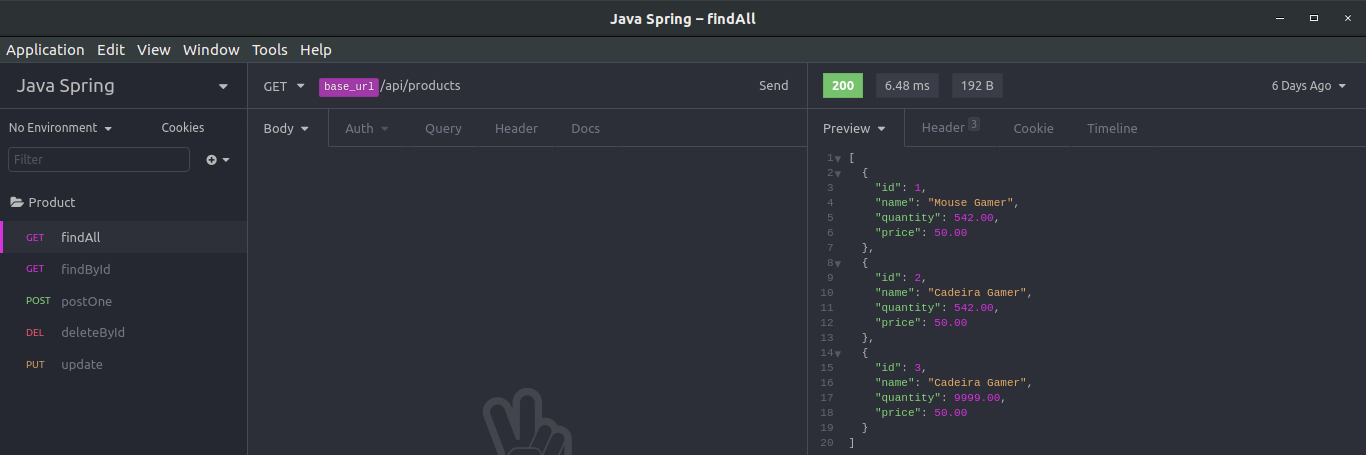 Java Spring – findAll
Application Edit View Window Tools Help
Java Spring
GET base_url/api/products Send
200 6.48 ms 192 B 6 Days Ago
No Environment Cookies
Body Auth Query Header Docs
Preview Header 3 Cookie Timeline
Filter
Product
GET findAll
GET findById
POST postOne
DEL deleteById
PUT update
1 [
2 {
3 "id": 1,
4 "name": "Mouse Gamer",
5 "quantity": 542.00,
6 "price": 50.00
7 },
8 {
9 "id": 2,
10 "name": "Cadeira Gamer",
11 "quantity": 542.00,
12 "price": 50.00
13 },
14 {
15 "id": 3,
16 "name": "Cadeira Gamer",
17 "quantity": 9999.00,
18 "price": 50.00
19 }
20 ]